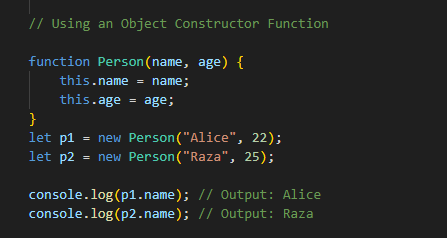 // Using an Object Constructor Function
function Person(name, age) {
    this.name = name;
    this.age = age;
}
let p1 = new Person("Alice", 22);
let p2 = new Person("Raza", 25);
console.log(p1.name); // Output: Alice
console.log(p2.name); // Output: Raza